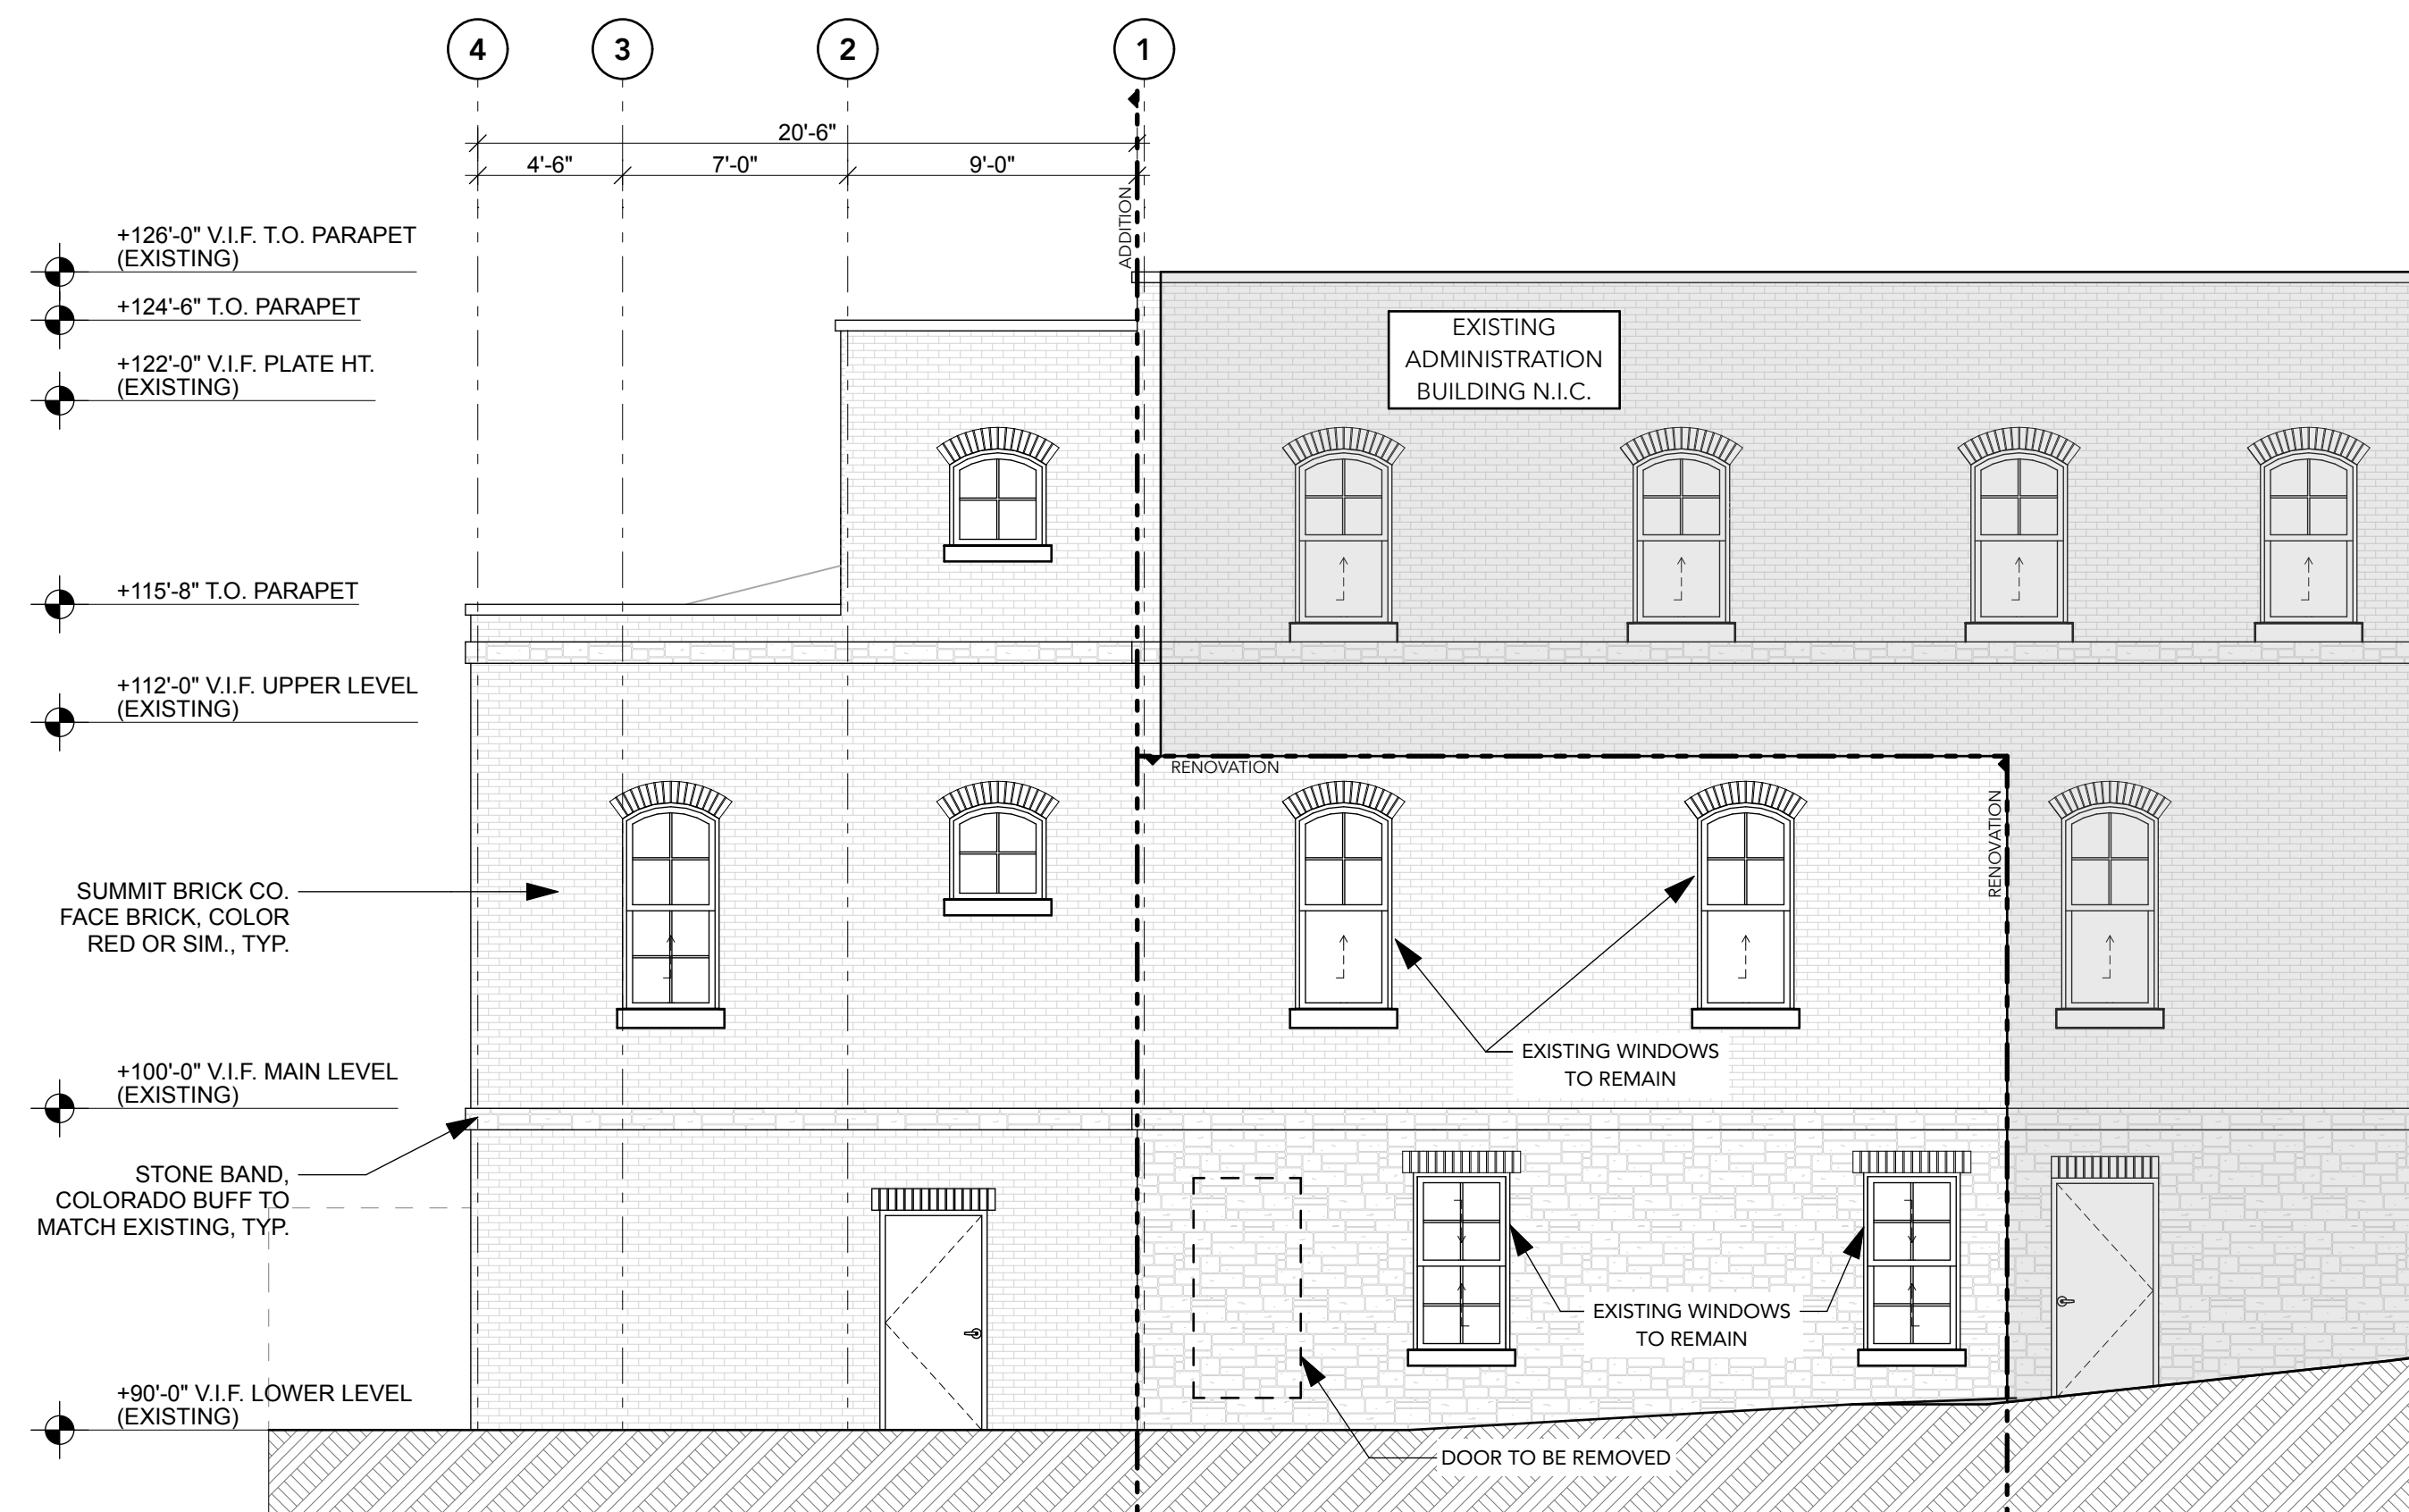 4
3
2
1
20'-6"
4'-6"
7'-0"
9'-0"
ADDITION
+126'-0" V.I.F. T.O. PARAPET
(EXISTING)
+124'-6" T.O. PARAPET
+122'-0" V.I.F. PLATE HT.
(EXISTING)
EXISTING
ADMINISTRATION
BUILDING N.I.C.
+115'-8" T.O. PARAPET
+112'-0" V.I.F. UPPER LEVEL
(EXISTING)
RENOVATION
RENOVATION
SUMMIT BRICK CO.
FACE BRICK, COLOR
RED OR SIM., TYP.
EXISTING WINDOWS
TO REMAIN
+100'-0" V.I.F. MAIN LEVEL
(EXISTING)
STONE BAND,
COLORADO BUFF TO
MATCH EXISTING, TYP.
EXISTING WINDOWS
TO REMAIN
+90'-0" V.I.F. LOWER LEVEL
(EXISTING)
DOOR TO BE REMOVED